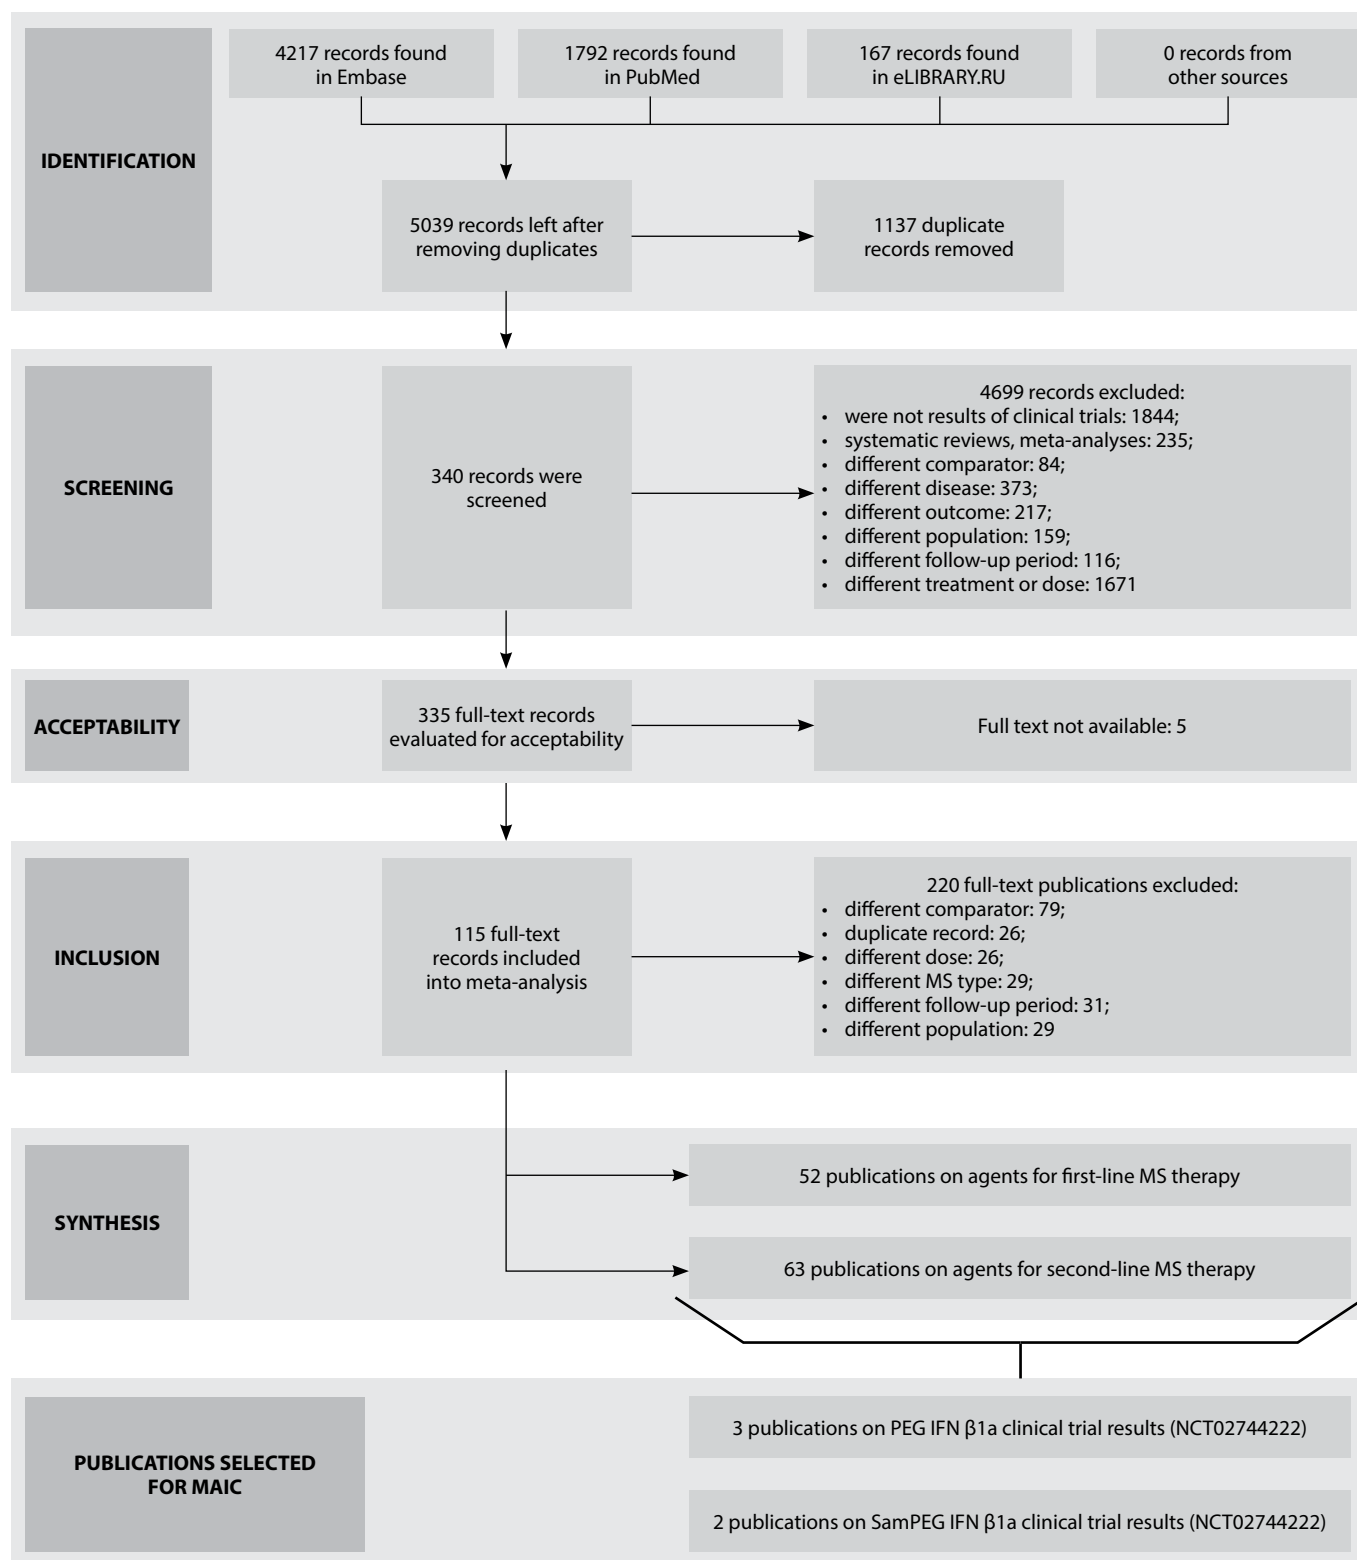 IDENTIFICATION
4217 records found
in Embase
1792 records found
in PubMed
167 records found
in eLIBRARY.RU
0 records from
other sources
5039 records left after
removing duplicates
1137 duplicate
records removed
SCREENING
340 records were
screened
4699 records excluded:
• were not results of clinical trials: 1844;
• systematic reviews, meta-analyses: 235;
• different comparator: 84;
• different disease: 373;
• different outcome: 217;
• different population: 159;
• different follow-up period: 116;
• different treatment or dose: 1671
ACCEPTABILITY
335 full-text records
evaluated for acceptability
Full text not available: 5
INCLUSION
115 full-text
records included
into meta-analysis
220 full-text publications excluded:
• different comparator: 79;
• duplicate record: 26;
• different dose: 26;
• different MS type: 29;
• different follow-up period: 31;
• different population: 29
SYNTHESIS
52 publications on agents for first-line MS therapy
63 publications on agents for second-line MS therapy
PUBLICATIONS SELECTED
FOR MAIC
3 publications on PEG IFN β1a clinical trial results (NCT02744222)
2 publications on SamPEG IFN β1a clinical trial results (NCT02744222)